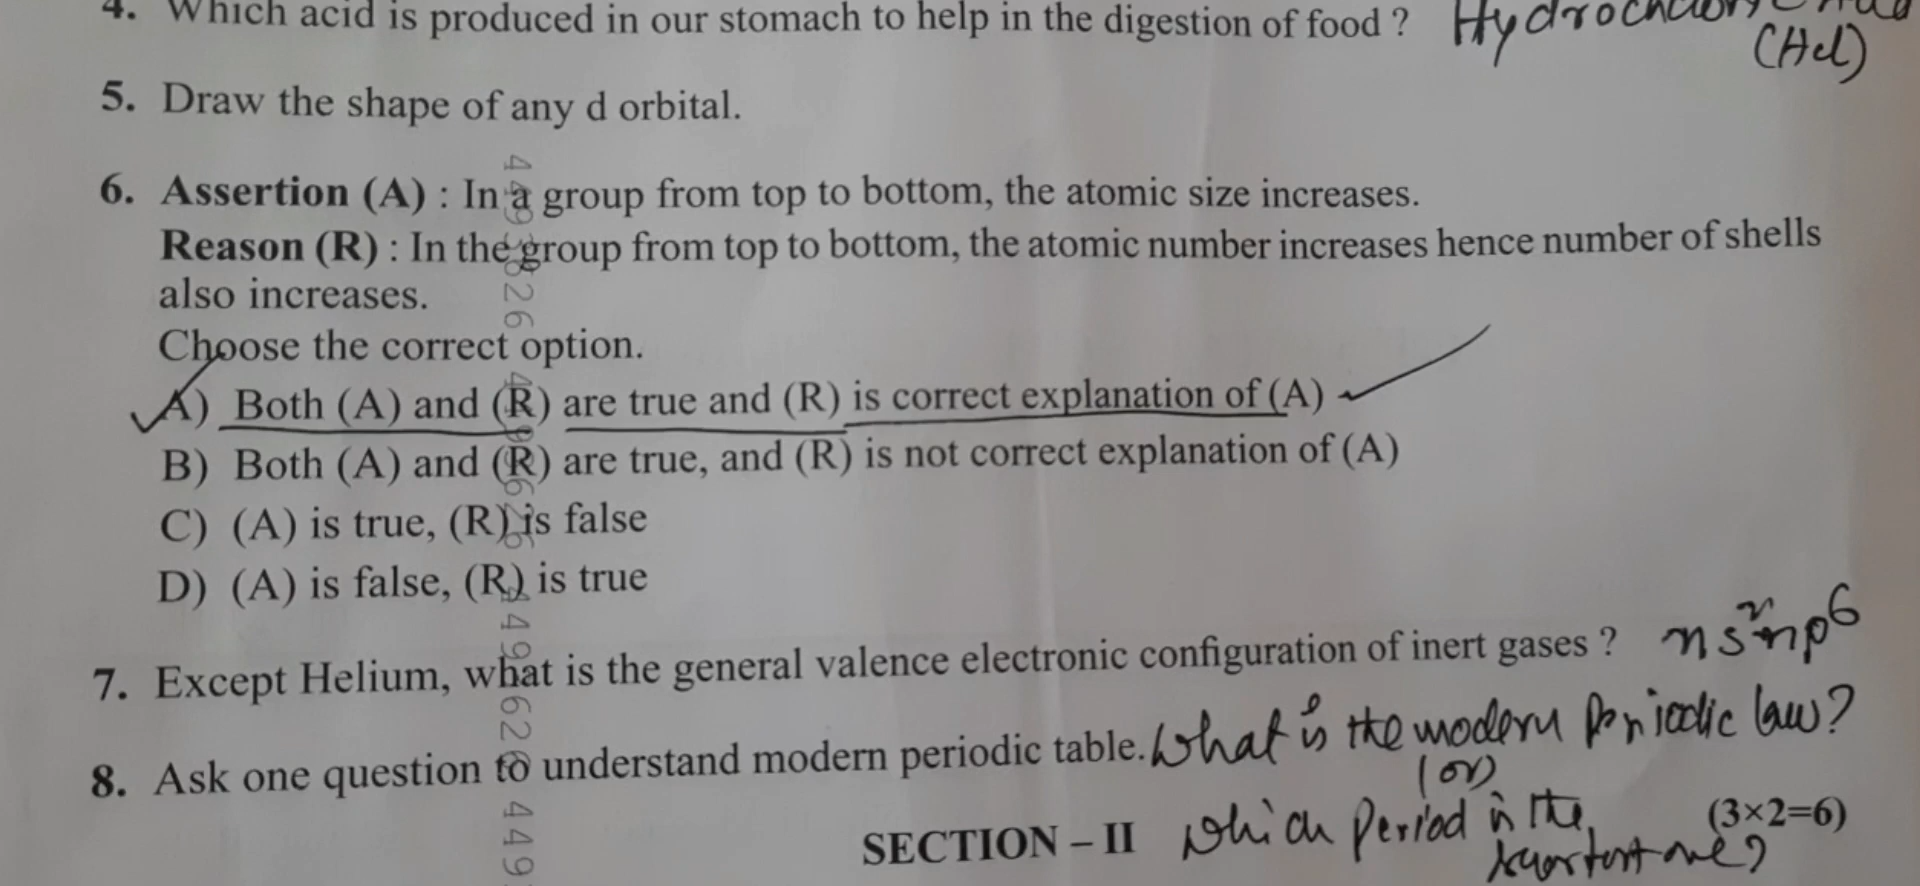 4. Which acid is produced in our stomach to help in the digestion of food ? Hydrochloric Acid
(Hcl)
5. Draw the shape of any d orbital.
6. Assertion (A) : In a group from top to bottom, the atomic size increases.
Reason (R) : In the group from top to bottom, the atomic number increases hence number of shells
also increases.
Choose the correct option.
A) Both (A) and (R) are true and (R) is correct explanation of (A)
B) Both (A) and (R) are true, and (R) is not correct explanation of (A)
C) (A) is true, (R) is false
D) (A) is false, (R) is true
7. Except Helium, what is the general valence electronic configuration of inert gases ? ns²np⁶
8. Ask one question to understand modern periodic table. What is the modern Periodic law?
(or)
SECTION – II which Period is the
(3×2=6)
one?